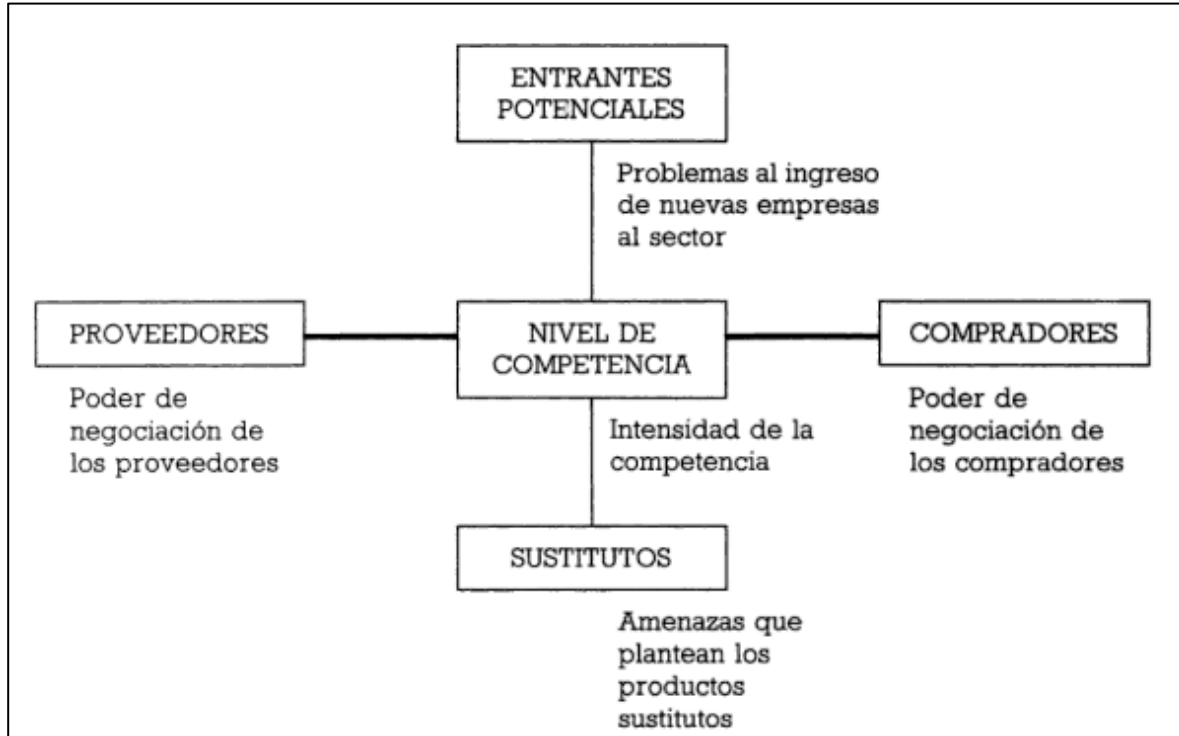 ENTRANTES
POTENCIALES
Problemas al ingreso
de nuevas empresas
al sector
PROVEEDORES
Poder de
negociación de
los proveedores
NIVEL DE
COMPETENCIA
Intensidad de la
competencia
COMPRADORES
Poder de
negociación de
los compradores
SUSTITUTOS
Amenazas que
plantean los
productos
sustitutos